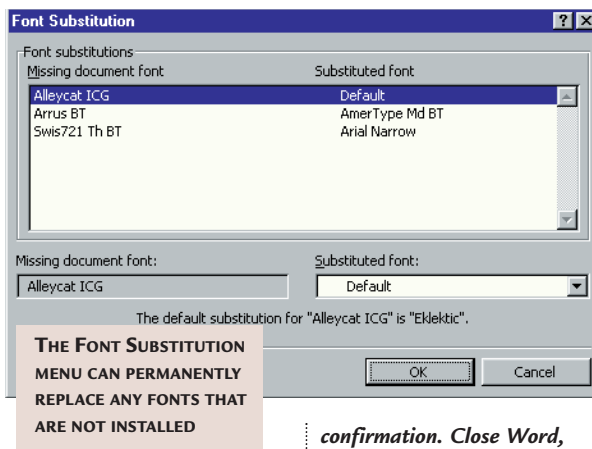 Font Substitution
Font substitutions
Missing document font Substituted font
Alleycat ICG Default
Arrus BT AmerType Md BT
Swis721 Th BT Arial Narrow
Missing document font: Substituted font:
Alleycat ICG Default
The default substitution for "Alleycat ICG" is "Eklektic".
OK Cancel
THE FONT SUBSTITUTION
MENU CAN PERMANENTLY
REPLACE ANY FONTS THAT
ARE NOT INSTALLED
confirmation. Close Word,